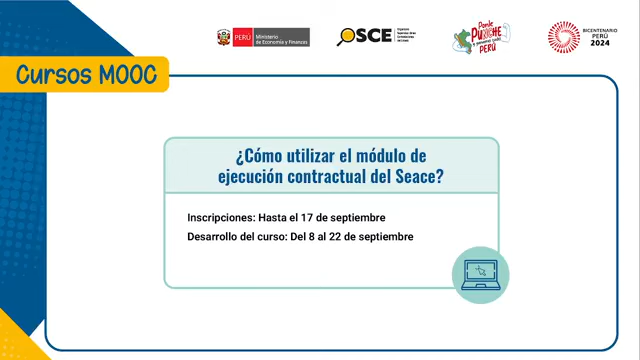 PERÚ
Ministerio
de Economía y Finanzas
OSCE
Ponle
PUNCHE
PERÚ
BICENTENARIO
PERÚ
2024
Cursos MOOC
¿Cómo utilizar el módulo de
ejecución contractual del Seace?
Inscripciones: Hasta el 17 de septiembre
Desarrollo del curso: Del 8 al 22 de septiembre